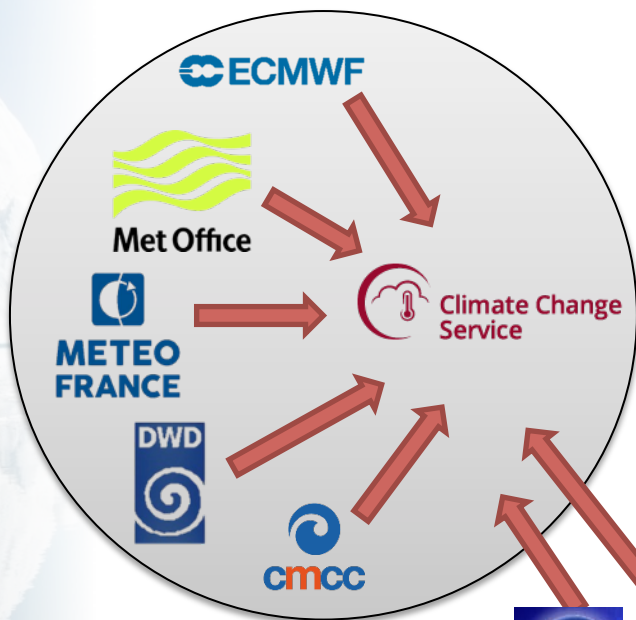 ECMWF
Met Office
Climate Change
Service
METEO
FRANCE
DWD
cmcc